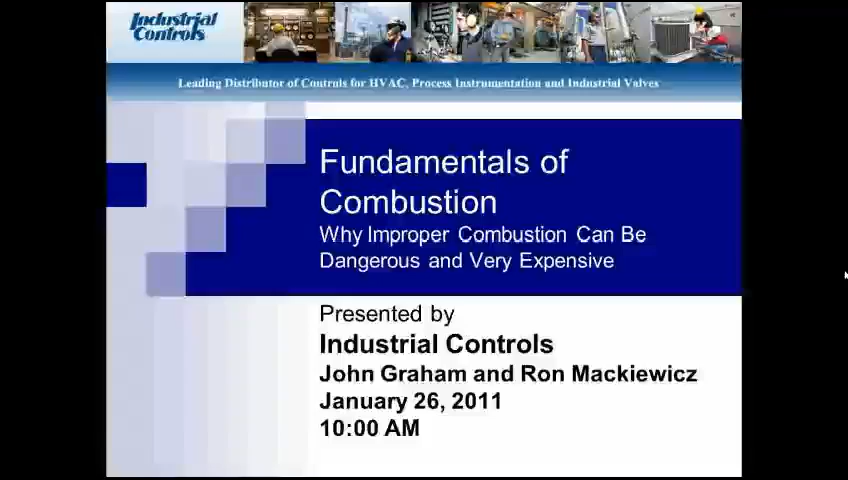 Industrial
Controls
Leading Distributor of Controls for HVAC, Process Instrumentation and Industrial Valves
Fundamentals of
Combustion
Why Improper Combustion Can Be
Dangerous and Very Expensive
Presented by
Industrial Controls
John Graham and Ron Mackiewicz
January 26, 2011
10:00 AM